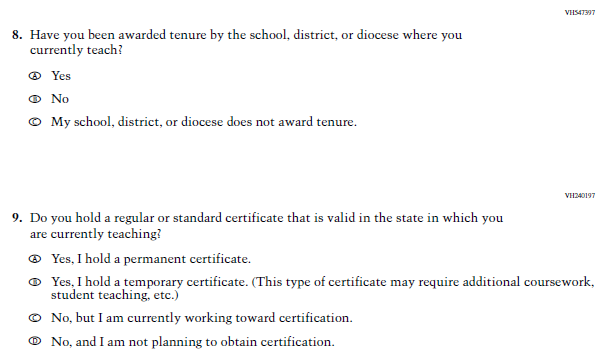 VH547397
8. Have you been awarded tenure by the school, district, or diocese where you
currently teach?
A Yes
B No
C My school, district, or diocese does not award tenure.
VH240197
9. Do you hold a regular or standard certificate that is valid in the state in which you
are currently teaching?
A Yes, I hold a permanent certificate.
B Yes, I hold a temporary certificate. (This type of certificate may require additional coursework,
student teaching, etc.)
C No, but I am currently working toward certification.
D No, and I am not planning to obtain certification.